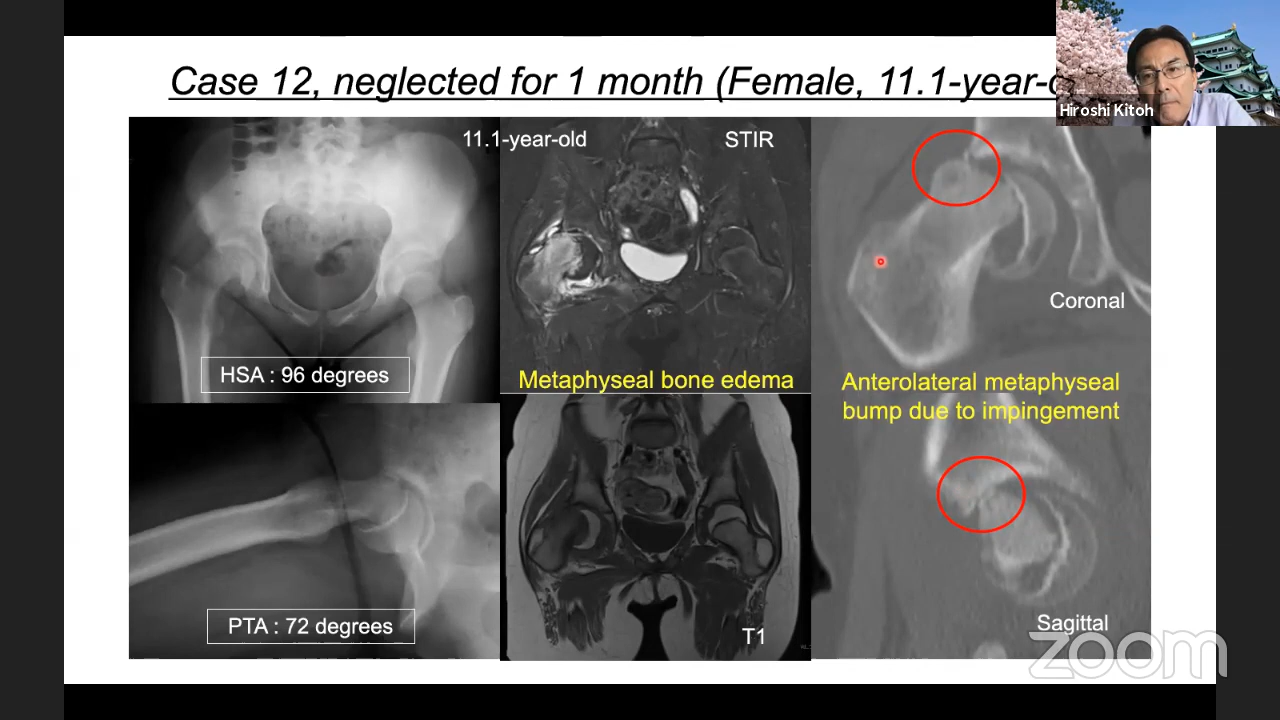 Case 12, neglected for 1 month (Female, 11.1-year-o
Hiroshi Kitoh
11.1-year-old
STIR
Coronal
HSA : 96 degrees
Metaphyseal bone edema
Anterolateral metaphyseal
bump due to impingement
PTA : 72 degrees
T1
Sagittal
zoom